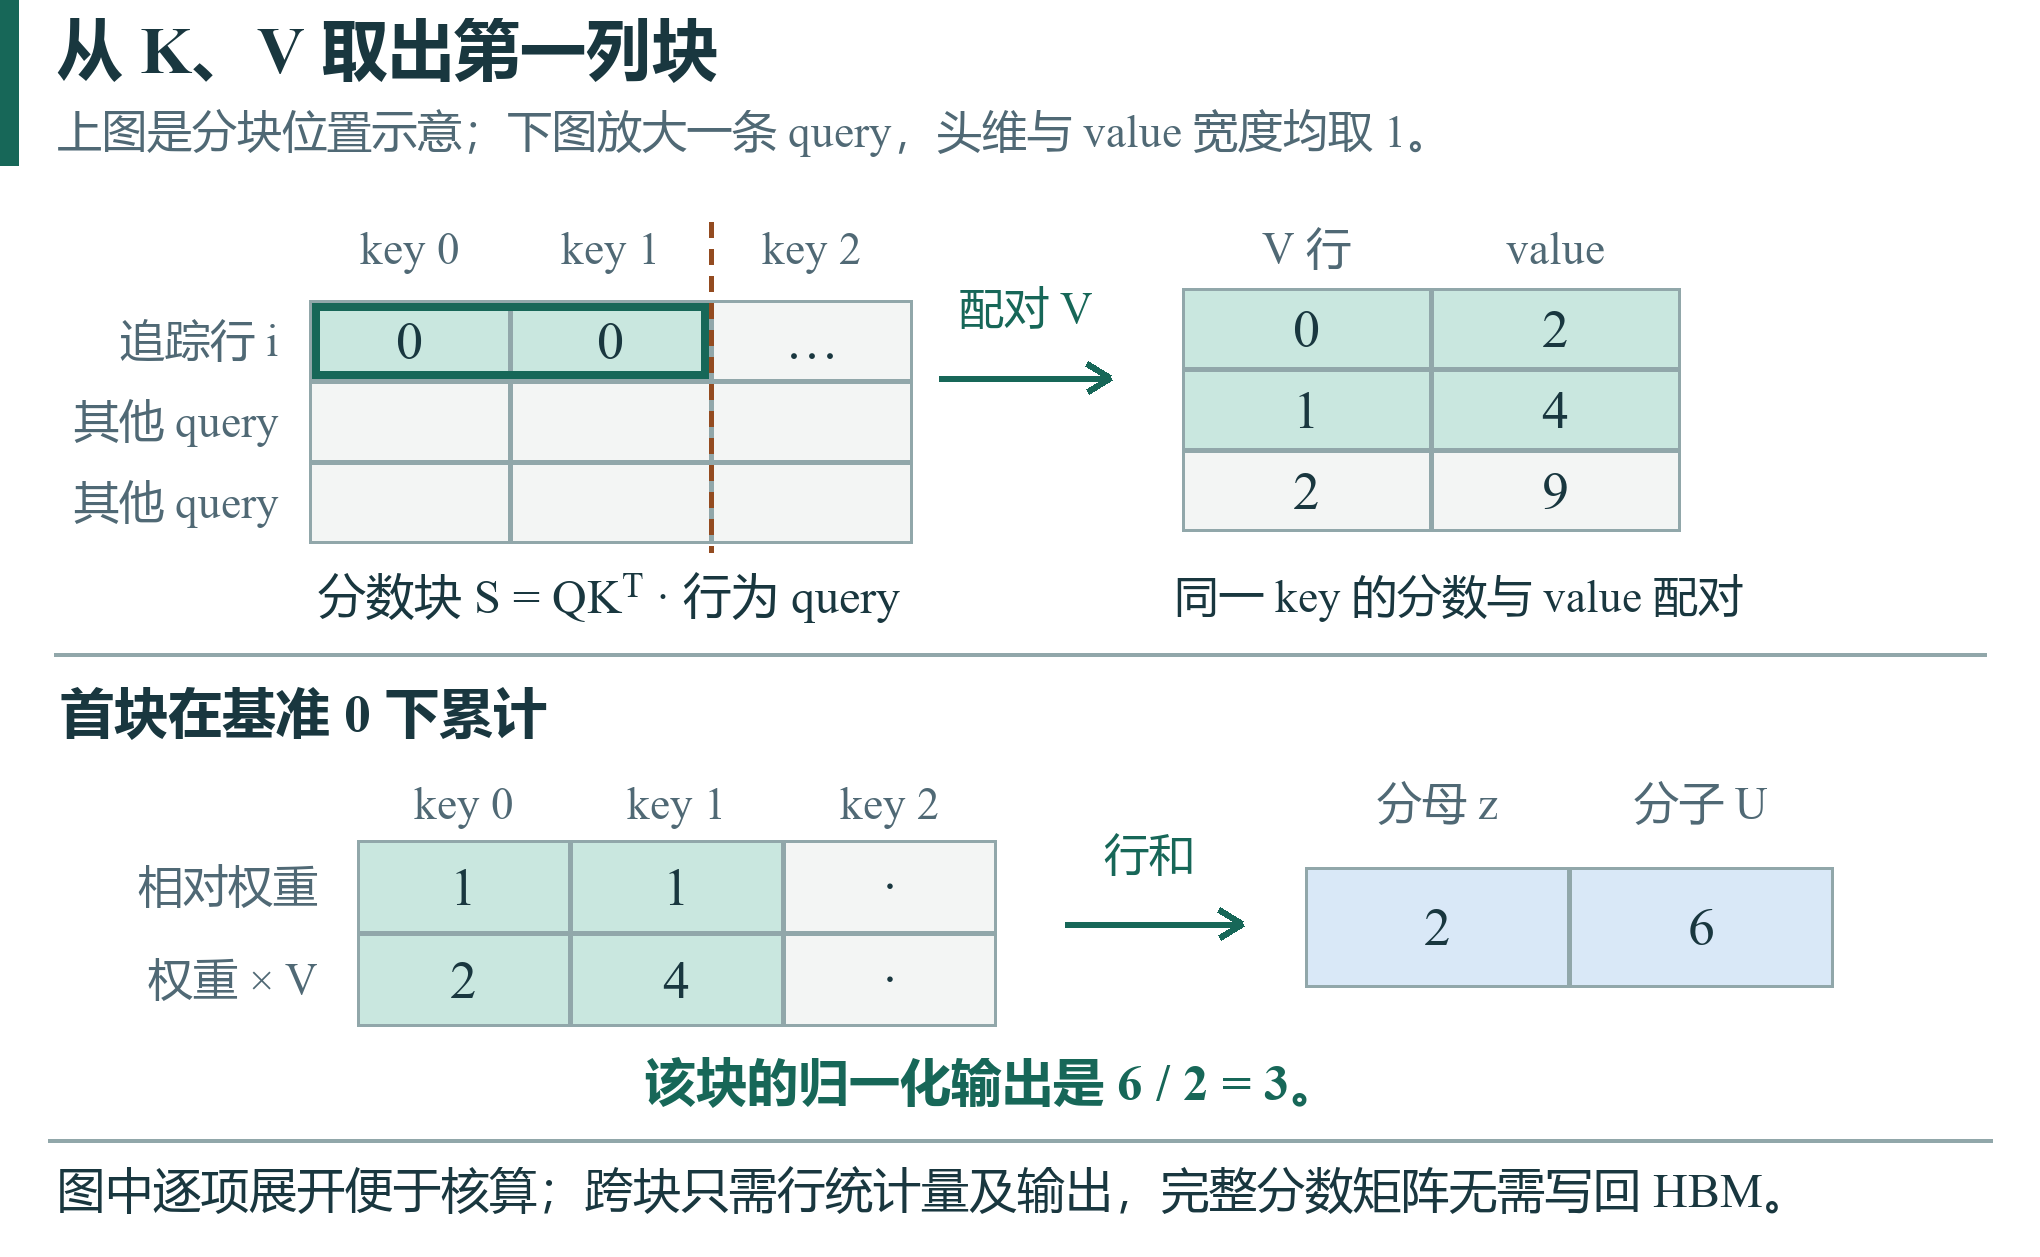 从 K、V 取出第一列块
上图是分块位置示意；下图放大一条 query，头维与 value 宽度均取 1。
key 0 key 1 key 2
追踪行 i 0 0 …
其他 query
其他 query
分数块 S = QKᵀ · 行为 query
配对 V
V 行 value
0 2
1 4
2 9
同一 key 的分数与 value 配对
首块在基准 0 下累计
key 0 key 1 key 2
相对权重 1 1 ·
权重 × V 2 4 ·
行和
分母 z 分子 U
2 6
该块的归一化输出是 6 / 2 = 3。
图中逐项展开便于核算；跨块只需行统计量及输出，完整分数矩阵无需写回 HBM。